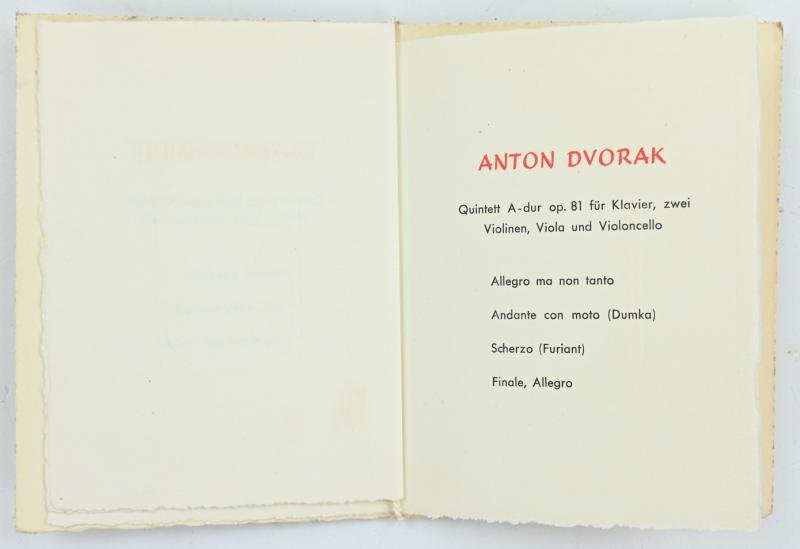 ANTON DVORAK
Quintett A-dur op. 81 für Klavier, zwei
Violinen, Viola und Violoncello
Allegro ma non tanto
Andante con moto (Dumka)
Scherzo (Furiant)
Finale, Allegro